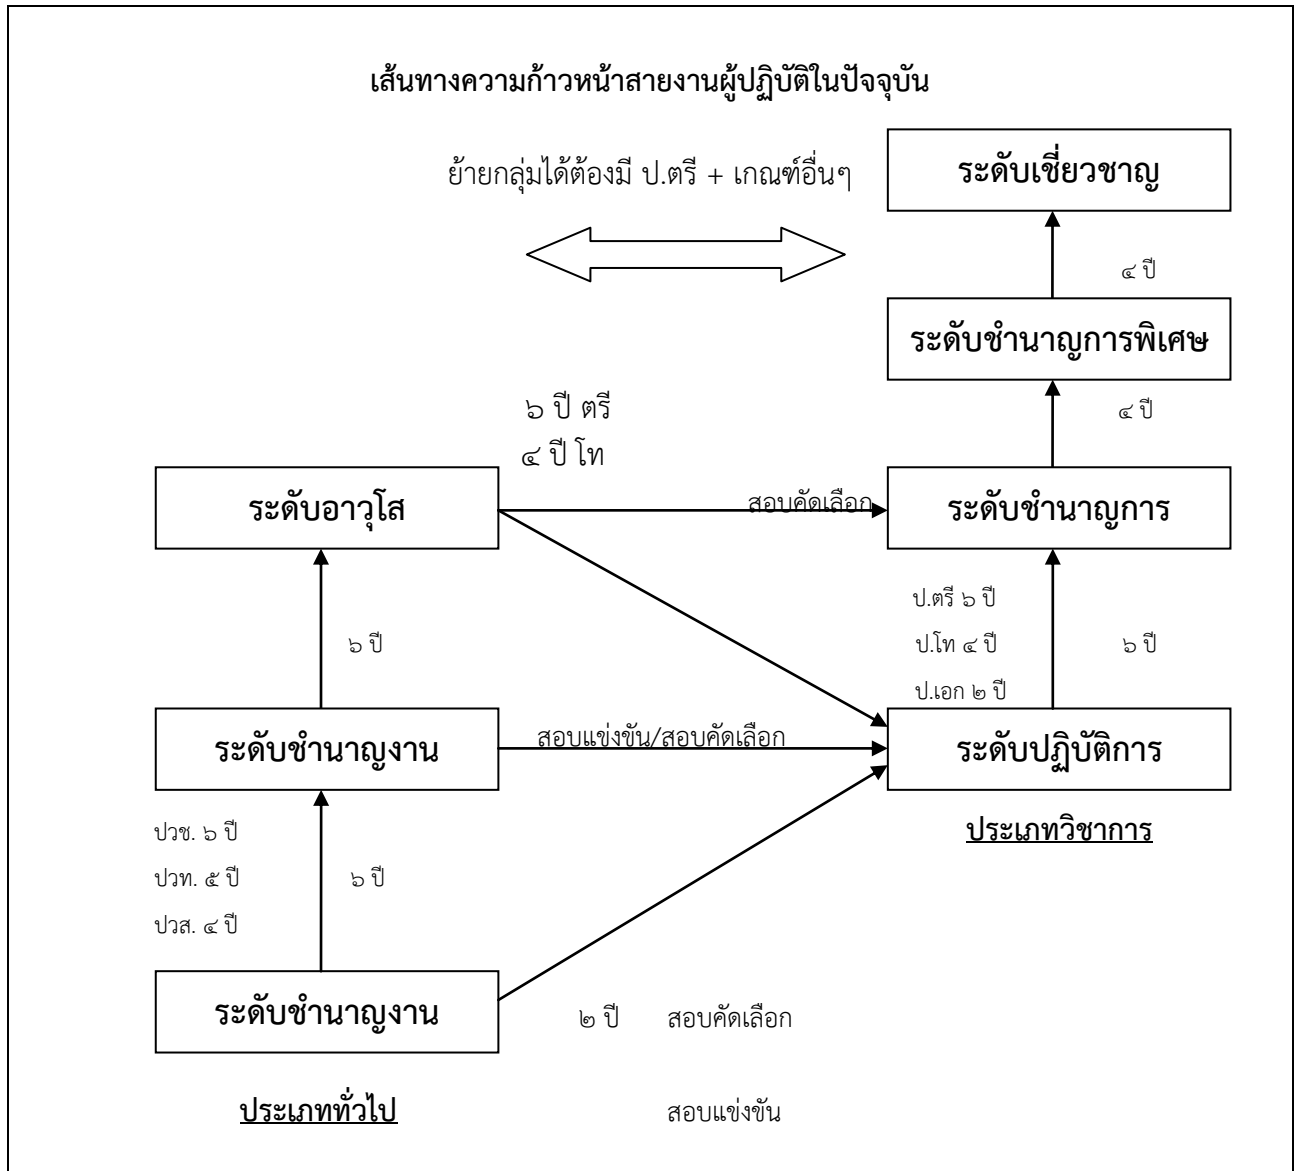 เส้นทางความก้าวหน้าสายงานผู้ปฏิบัติในปัจจุบัน
ย้ายกลุ่มได้ต้องมี ป.ตรี + เกณฑ์อื่นๆ
ระดับเชี่ยวชาญ
๔ ปี
ระดับชำนาญการพิเศษ
๖ ปี ตรี
๔ ปี โท
๔ ปี
ระดับอาวุโส
สอบคัดเลือก
ระดับชำนาญการ
ป.ตรี ๖ ปี
ป.โท ๔ ปี
ป.เอก ๒ ปี
๖ ปี
๖ ปี
ระดับชำนาญงาน
สอบแข่งขัน/สอบคัดเลือก
ระดับปฏิบัติการ
ประเภทวิชาการ
ปวช. ๖ ปี
ปวท. ๕ ปี
ปวส. ๔ ปี
๖ ปี
ระดับชำนาญงาน
๒ ปี สอบคัดเลือก
ประเภททั่วไป
สอบแข่งขัน